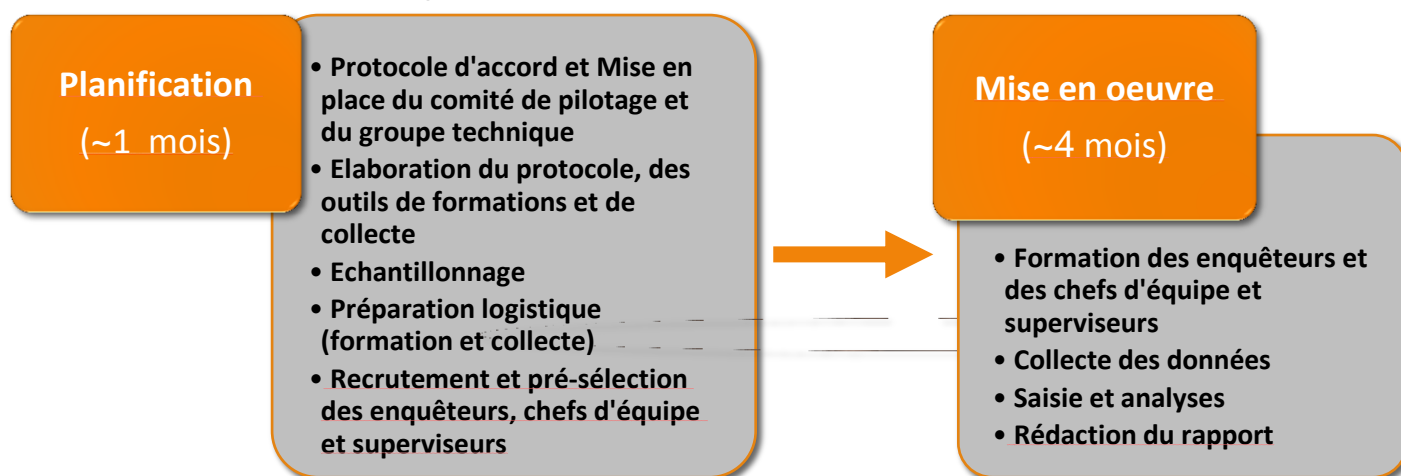 Planification
(~1 mois)
• Protocole d'accord et Mise en
place du comité de pilotage et
du groupe technique
• Elaboration du protocole, des
outils de formations et de
collecte
• Echantillonnage
• Préparation logistique
(formation et collecte)
• Recrutement et pré-sélection
des enquêteurs, chefs d'équipe
et superviseurs
Mise en oeuvre
(~4 mois)
• Formation des enquêteurs et
des chefs d'équipe et
superviseurs
• Collecte des données
• Saisie et analyses
• Rédaction du rapport